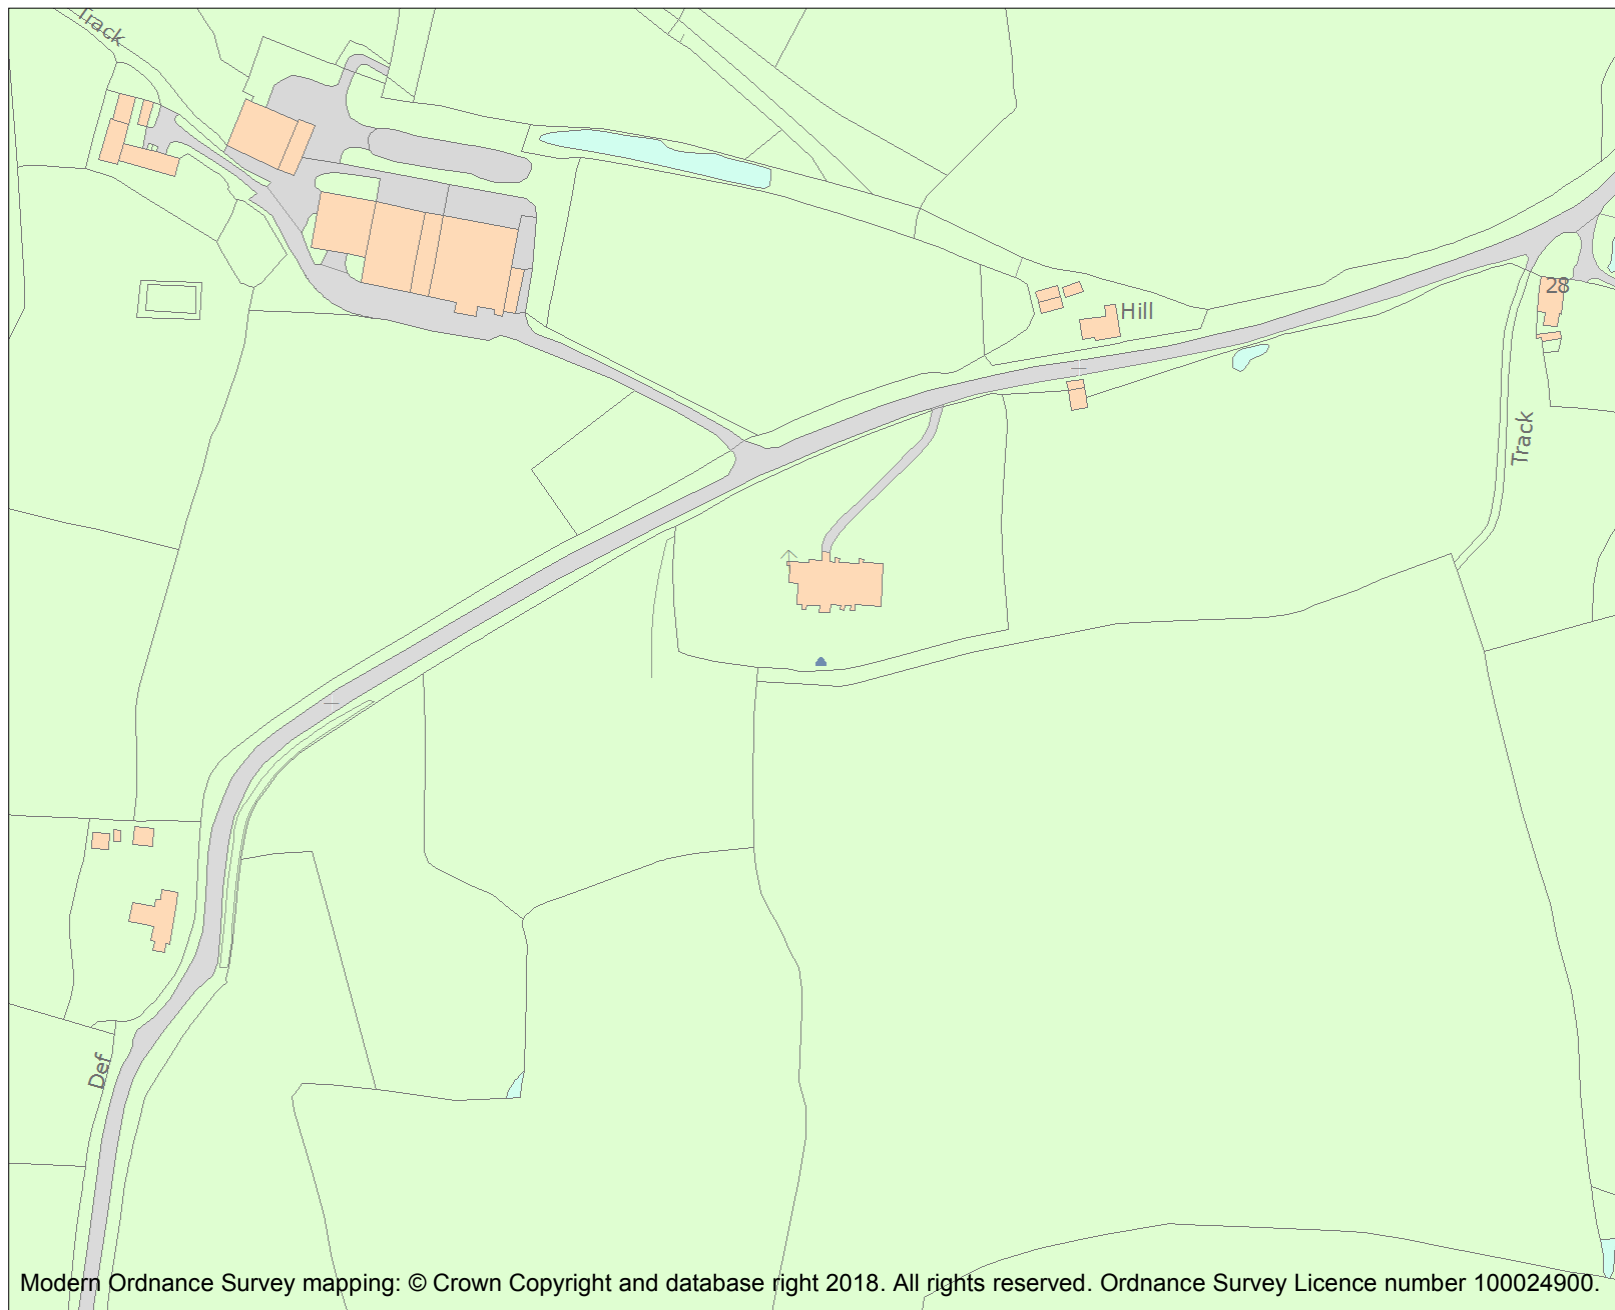 Track
Hill
28
Track
Def
Modern Ordnance Survey mapping: © Crown Copyright and database right 2018. All rights reserved. Ordnance Survey Licence number 100024900.